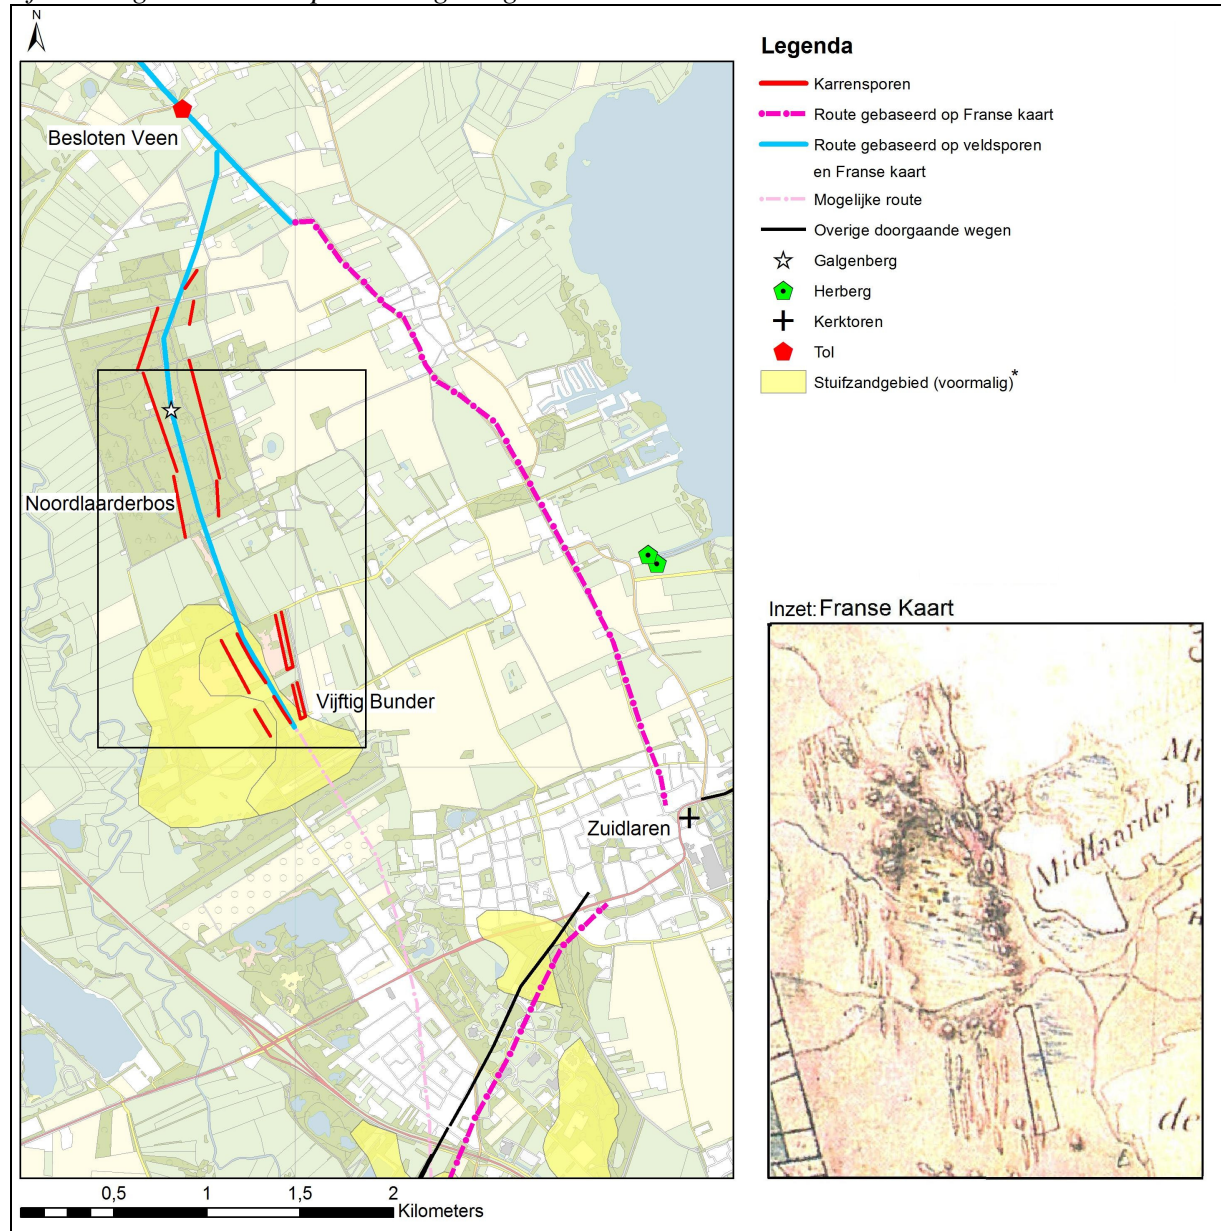 N
Besloten Veen
Noordlaarderbos
Vijftig Bunder
Zuidlaren
0,5 1 1,5 2
Kilometers
Legenda
Karrensporen
Route gebaseerd op Franse kaart
Route gebaseerd op veldsporen
en Franse kaart
Mogelijke route
Overige doorgaande wegen
Galgenberg
Herberg
Kerktoren
Tol
Stuifzandgebied (voormalig)*
Inzet: Franse Kaart
Midlaarder E
de